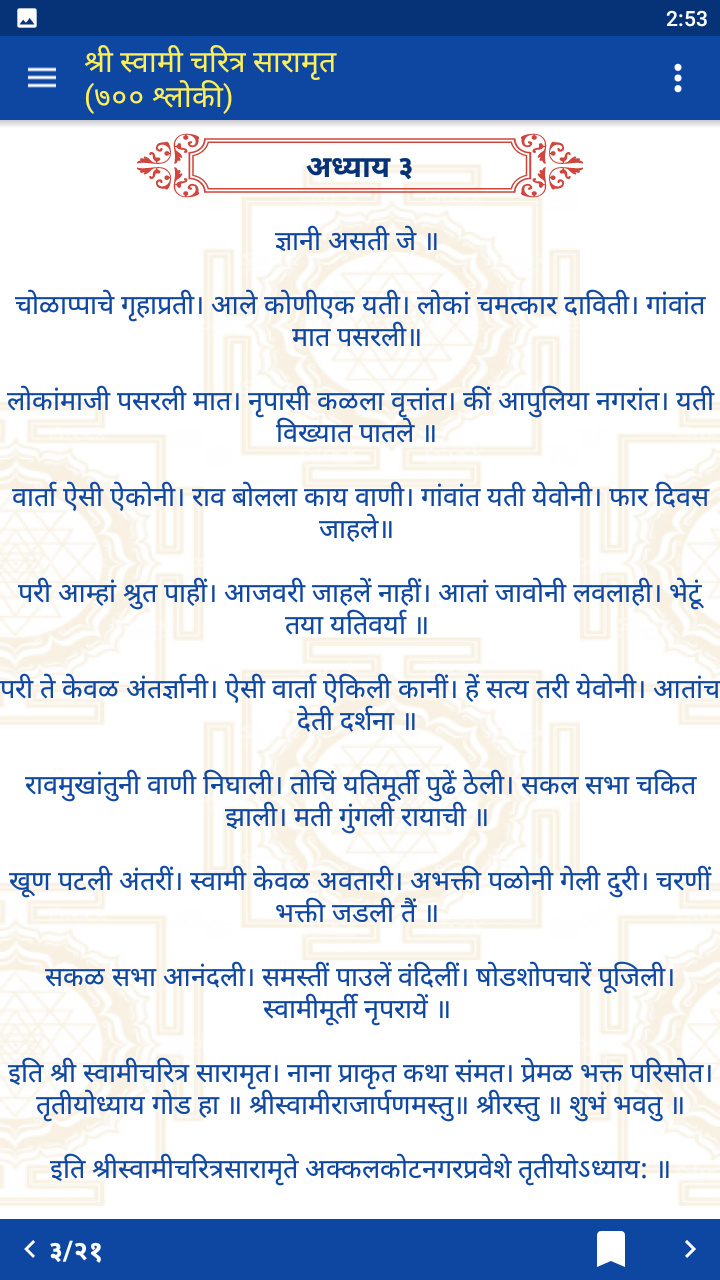 2:53
श्री स्वामी चरित्र सारामृत
(७०० श्लोकी)
अध्याय ३
ज्ञानी असती जे ॥
चोळाप्पाचे गृहाप्रती। आले कोणीएक यती। लोकां चमत्कार दाविती। गांवांत
मात पसरली॥
लोकांमाजी पसरली मात। नृपासी कळला वृत्तांत। कीं आपुलिया नगरांत। यती
विख्यात पातले ॥
वार्ता ऐसी ऐकोनी। राव बोलला काय वाणी। गांवांत यती येवोनी। फार दिवस
जाहले॥
परी आम्हां श्रुत पाहीं। आजवरी जाहलें नाहीं। आतां जावोनी लवलाही। भेटूं
तया यतिवर्या ॥
परी ते केवळ अंतर्ज्ञानी। ऐसी वार्ता ऐकिली कानीं। हें सत्य तरी येवोनी। आतांच
देती दर्शना ॥
रावमुखांतुनी वाणी निघाली। तोचिं यतिमूर्ती पुढें ठेली। सकल सभा चकित
झाली। मती गुंगली रायाची ॥
खूण पटली अंतरीं। स्वामी केवळ अवतारी। अभक्ती पळोनी गेली दुरी। चरणीं
भक्ती जडली तैं ॥
सकळ सभा आनंदली। समस्तीं पाउलें वंदिलीं। षोडशोपचारें पूजिली।
स्वामीमूर्ती नृपरायें ॥
इति श्री स्वामीचरित्र सारामृत। नाना प्राकृत कथा संमत। प्रेमळ भक्त परिसोत।
तृतीयोध्याय गोड हा ॥ श्रीस्वामीराजार्पणमस्तु॥ श्रीरस्तु ॥ शुभं भवतु ॥
इति श्रीस्वामीचरित्रसारामृते अक्कलकोटनगरप्रवेशे तृतीयोऽध्याय: ॥
३/२१